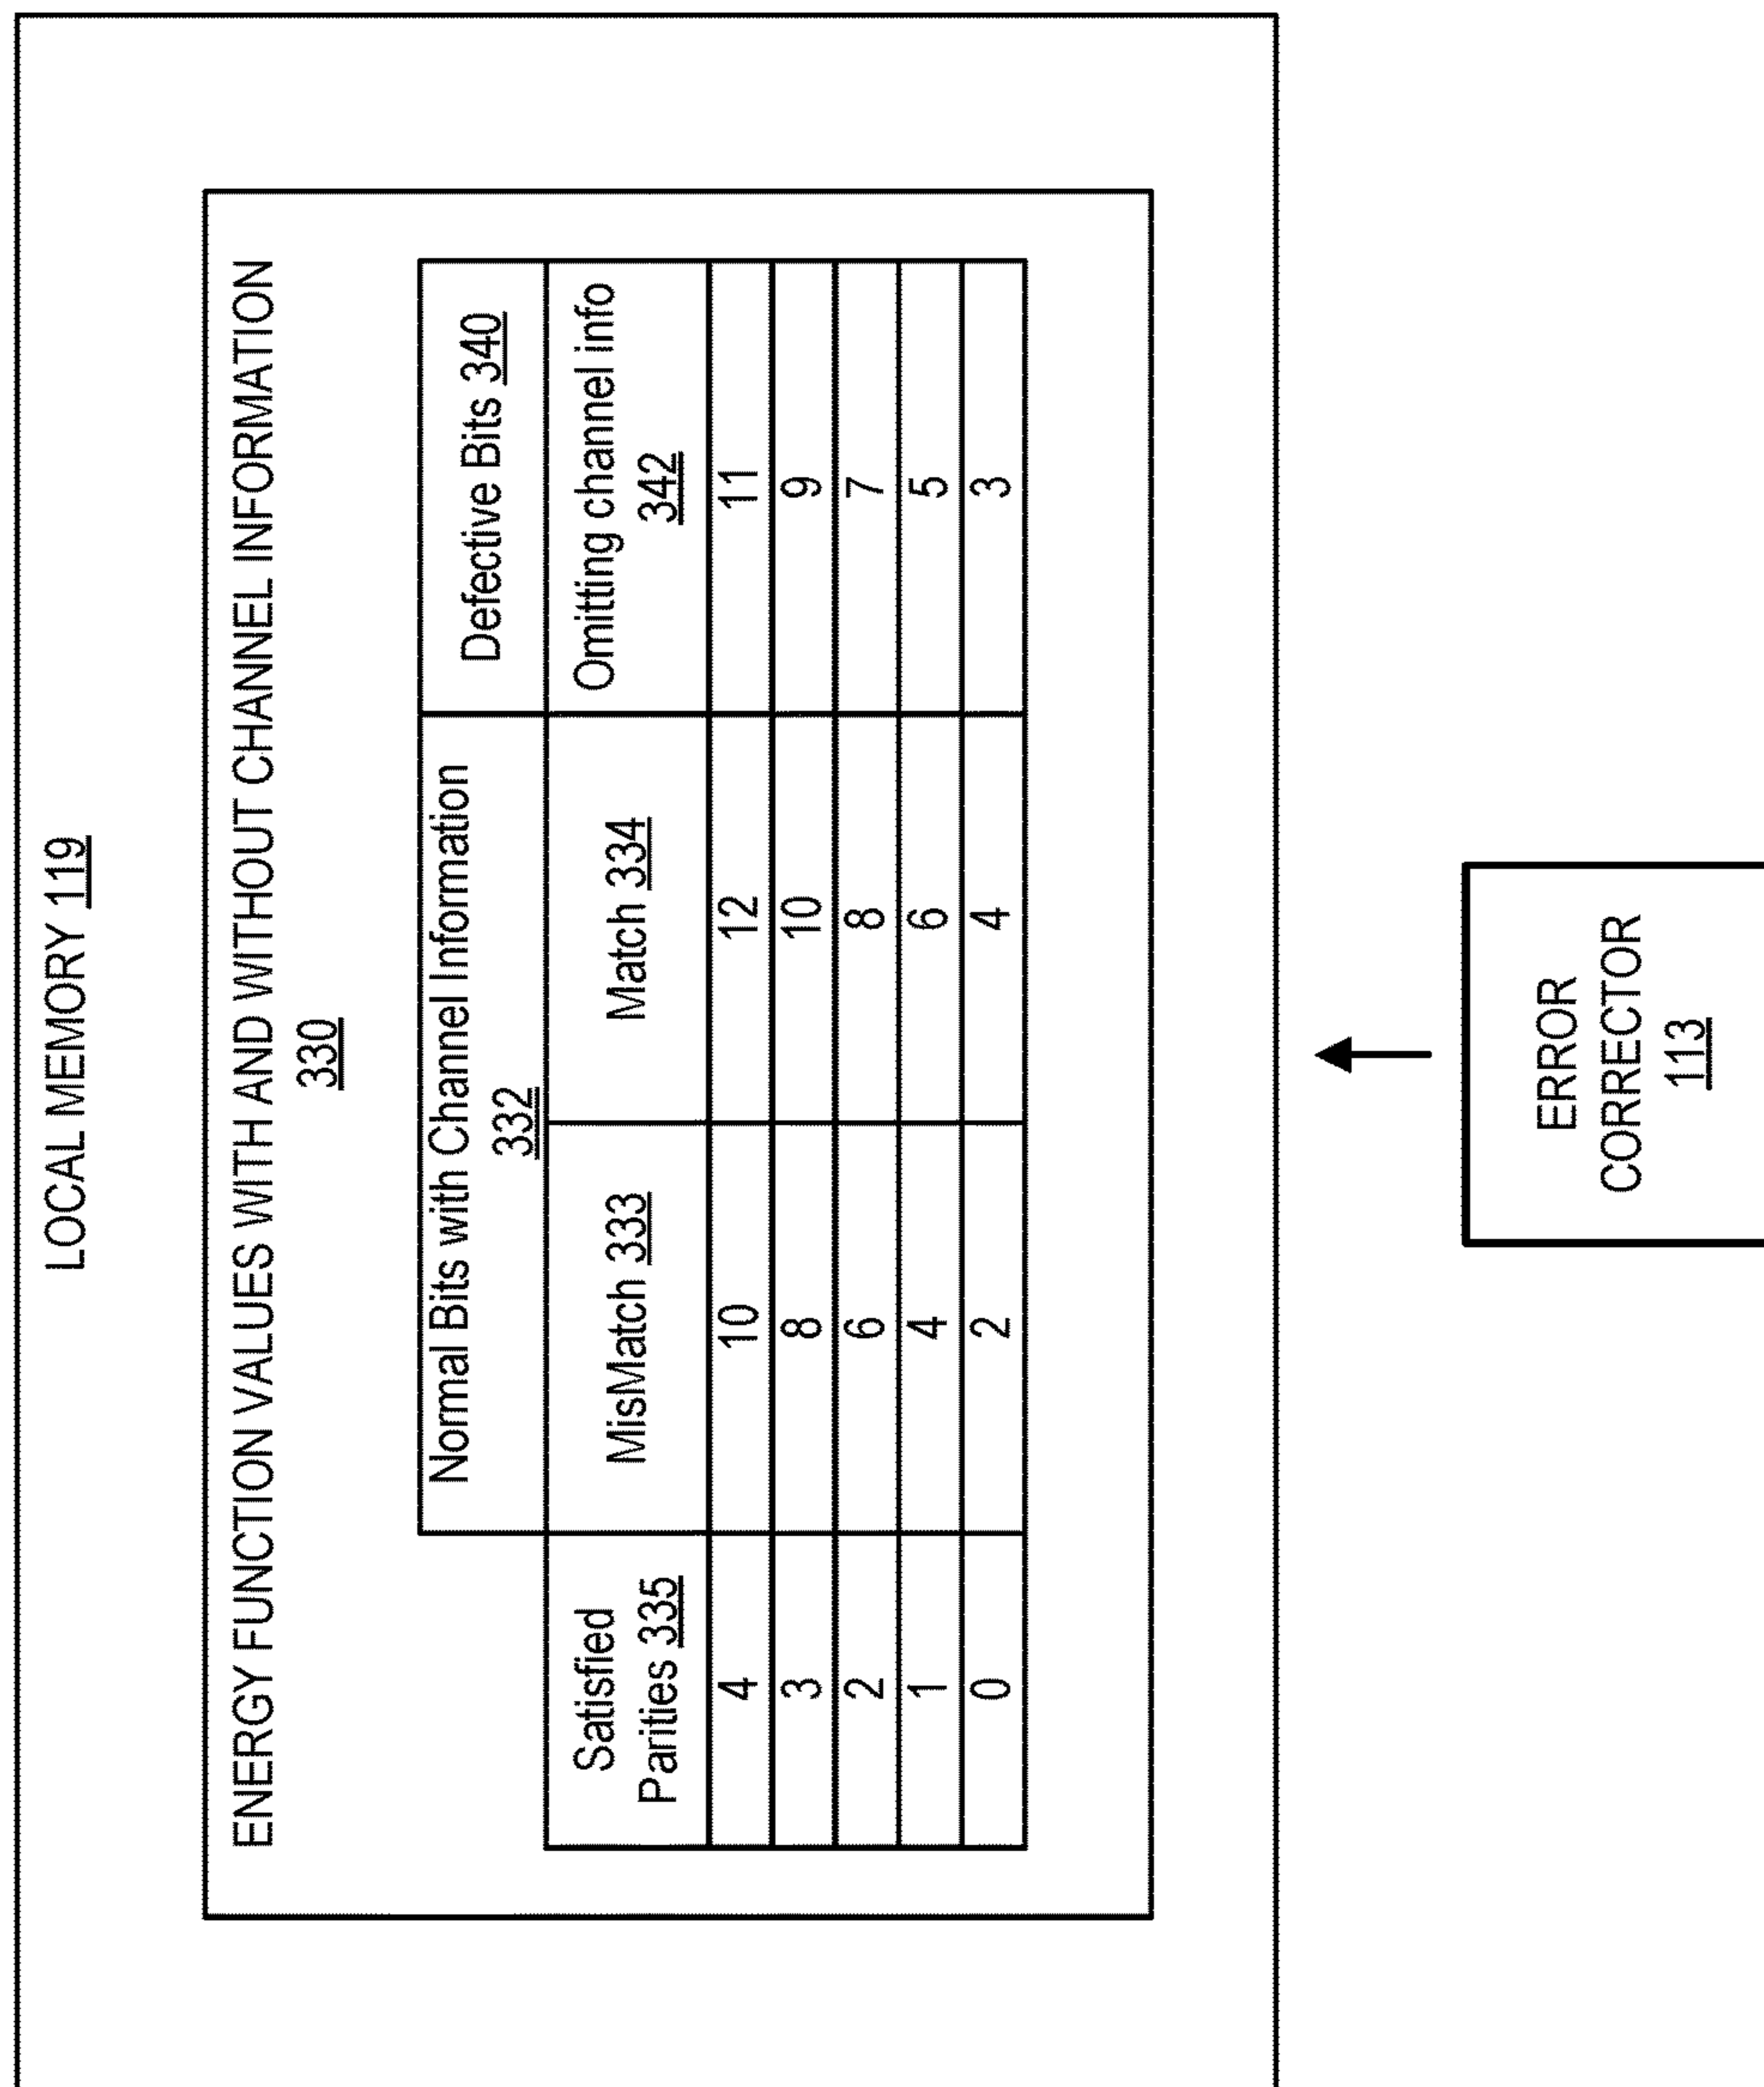 LOCAL MEMORY 119
ENERGY FUNCTION VALUES WITH AND WITHOUT CHANNEL INFORMATION
330
Normal Bits with Channel Information
332
Defective Bits 340
Satisfied
Parities 335
MisMatch 333
Match 334
Omitting channel info
342
4 10 12 11
3 8 10 9
2 6 8 7
1 4 6 5
0 2 4 3
ERROR
CORRECTOR
113